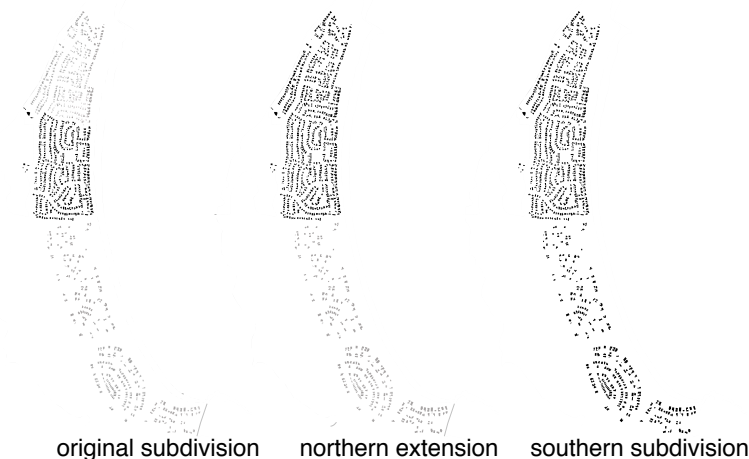 original subdivision
northern extension
southern subdivision